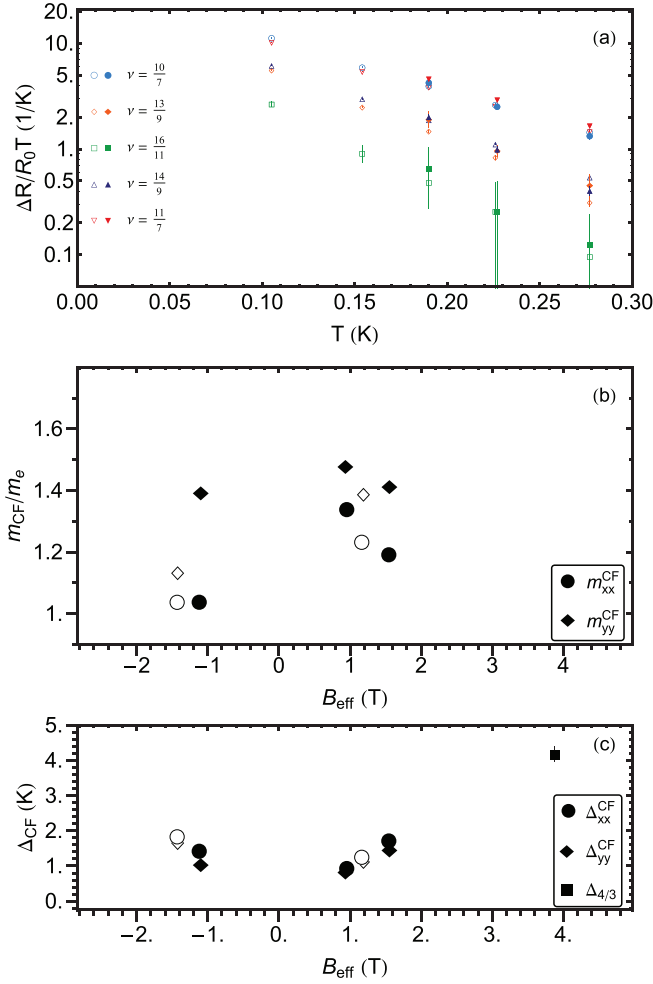 (a)
ΔR/R₀T (1/K)
20.
10.
5.
2.
1.
0.5
0.2
0.1
ν = 10/7
ν = 13/9
ν = 16/11
ν = 14/9
ν = 11/7
0.00 0.05 0.10 0.15 0.20 0.25 0.30
T (K)
(b)
m_CF/m_e
1.6
1.4
1.2
1.
m_xx^CF
m_yy^CF
−2 −1 0 1 2 3 4
B_eff (T)
(c)
Δ_CF (K)
5.
4.
3.
2.
1.
0.
Δ_xx^CF
Δ_yy^CF
Δ_4/3
−2. −1. 0. 1. 2. 3. 4.
B_eff (T)